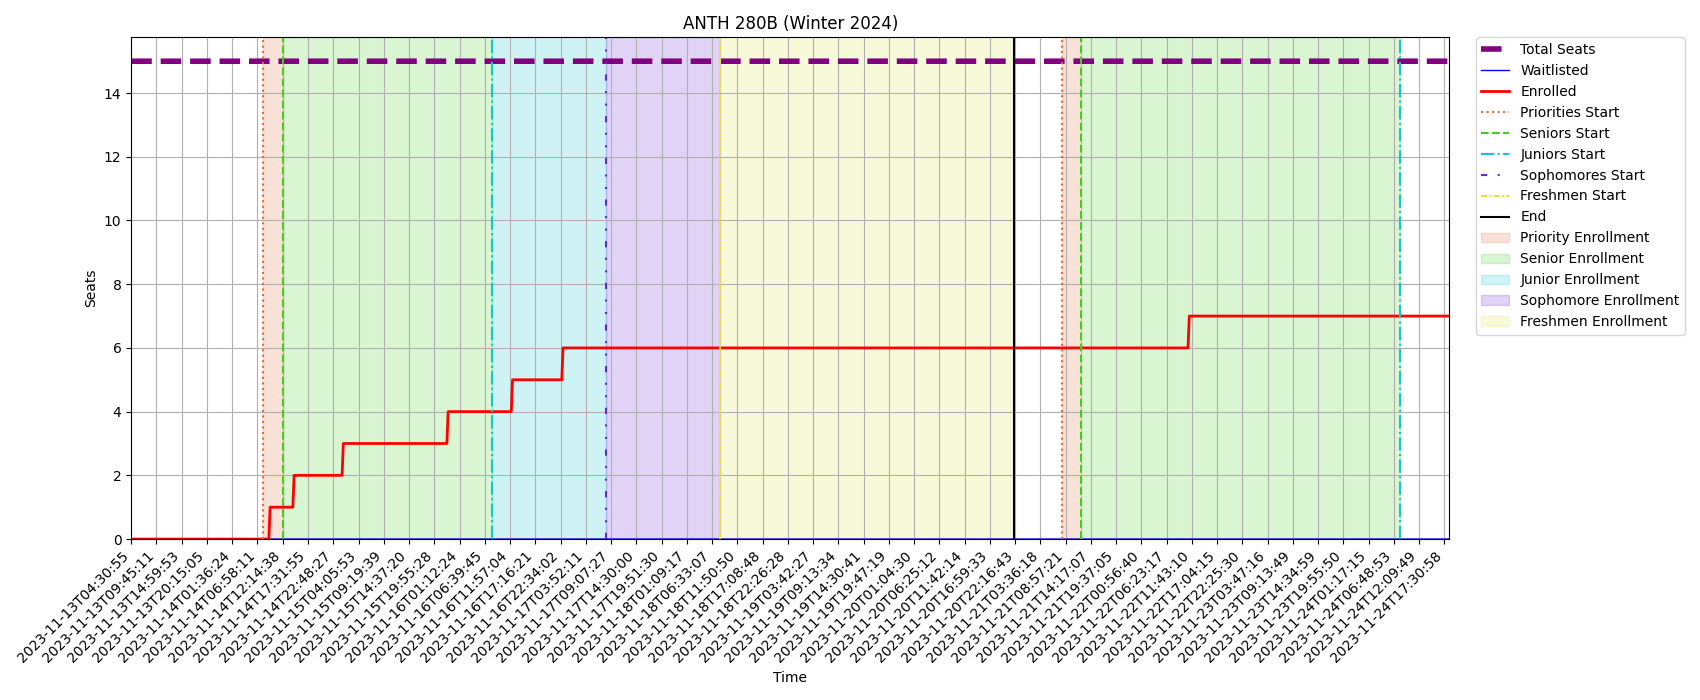 ANTH 280B (Winter 2024)
Seats
14
12
10
8
6
4
2
0
2023-11-13T04:30:55
2023-11-13T09:45:11
2023-11-13T14:59:53
2023-11-13T20:15:05
2023-11-14T01:36:24
2023-11-14T06:58:11
2023-11-14T12:14:38
2023-11-14T17:31:55
2023-11-14T22:48:27
2023-11-15T04:05:53
2023-11-15T09:19:39
2023-11-15T14:37:20
2023-11-15T19:55:28
2023-11-16T01:12:24
2023-11-16T06:39:45
2023-11-16T11:57:04
2023-11-16T17:16:21
2023-11-16T22:34:02
2023-11-17T03:52:11
2023-11-17T09:07:27
2023-11-17T14:30:00
2023-11-17T19:51:30
2023-11-18T01:09:17
2023-11-18T06:33:07
2023-11-18T11:50:50
2023-11-18T17:08:48
2023-11-18T22:26:28
2023-11-19T03:42:27
2023-11-19T09:13:34
2023-11-19T14:30:41
2023-11-19T19:47:19
2023-11-20T01:04:30
2023-11-20T06:25:12
2023-11-20T11:42:14
2023-11-20T16:59:33
2023-11-20T22:16:43
2023-11-21T03:36:18
2023-11-21T08:57:21
2023-11-21T14:17:07
2023-11-21T19:37:05
2023-11-22T00:56:40
2023-11-22T06:23:17
2023-11-22T11:43:10
2023-11-22T17:04:15
2023-11-22T22:25:30
2023-11-23T03:47:16
2023-11-23T09:13:49
2023-11-23T14:34:59
2023-11-23T19:55:50
2023-11-24T01:17:15
2023-11-24T06:48:53
2023-11-24T12:09:49
2023-11-24T17:30:58
Time
Total Seats
Waitlisted
Enrolled
Priorities Start
Seniors Start
Juniors Start
Sophomores Start
Freshmen Start
End
Priority Enrollment
Senior Enrollment
Junior Enrollment
Sophomore Enrollment
Freshmen Enrollment